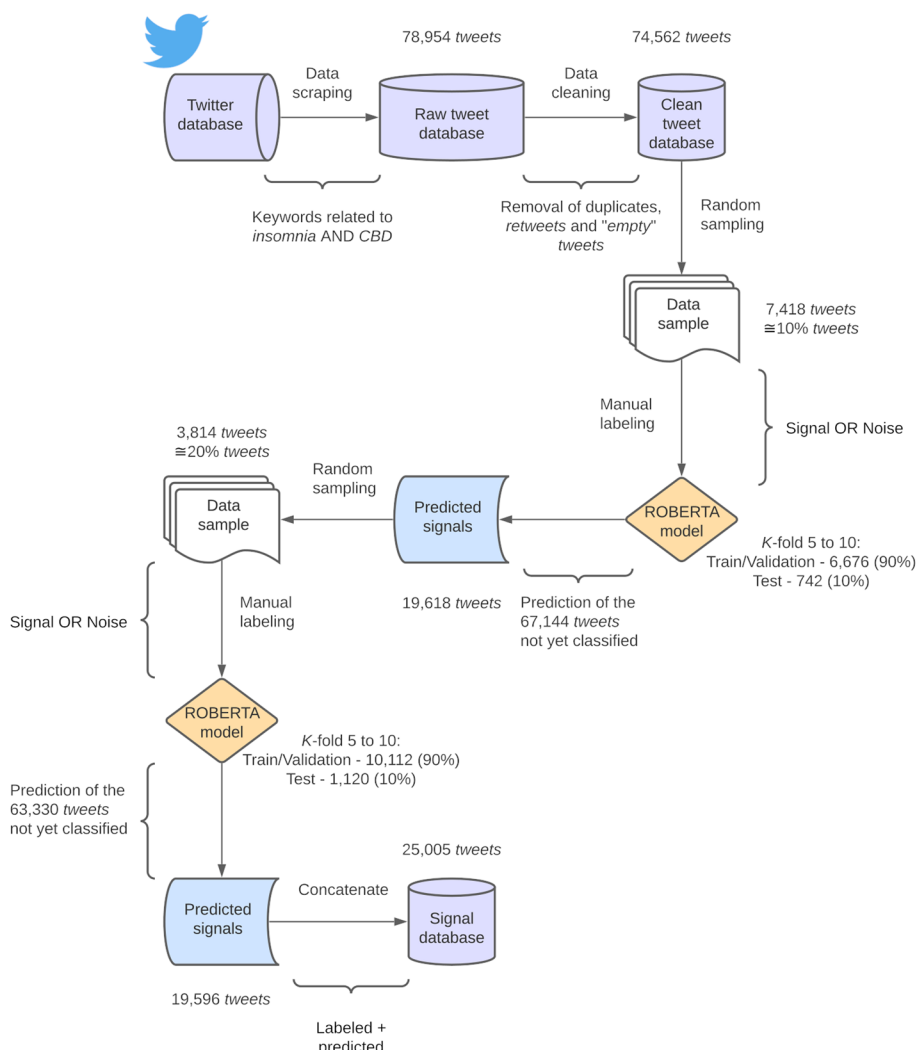 78,954 tweets
74,562 tweets
Twitter
database
Data
scraping
Raw tweet
database
Data
cleaning
Clean
tweet
database
Keywords related to
insomnia AND CBD
Removal of duplicates,
retweets and "empty"
tweets
Random
sampling
Data
sample
7,418 tweets
≅10% tweets
Manual
labeling
Signal OR Noise
ROBERTA
model
K-fold 5 to 10:
Train/Validation - 6,676 (90%)
Test - 742 (10%)
Prediction of the
67,144 tweets
not yet classified
Predicted
signals
19,618 tweets
Random
sampling
3,814 tweets
≅20% tweets
Data
sample
Manual
labeling
Signal OR Noise
ROBERTA
model
K-fold 5 to 10:
Train/Validation - 10,112 (90%)
Test - 1,120 (10%)
Prediction of the
63,330 tweets
not yet classified
Predicted
signals
19,596 tweets
Concatenate
25,005 tweets
Signal
database
Labeled +
predicted